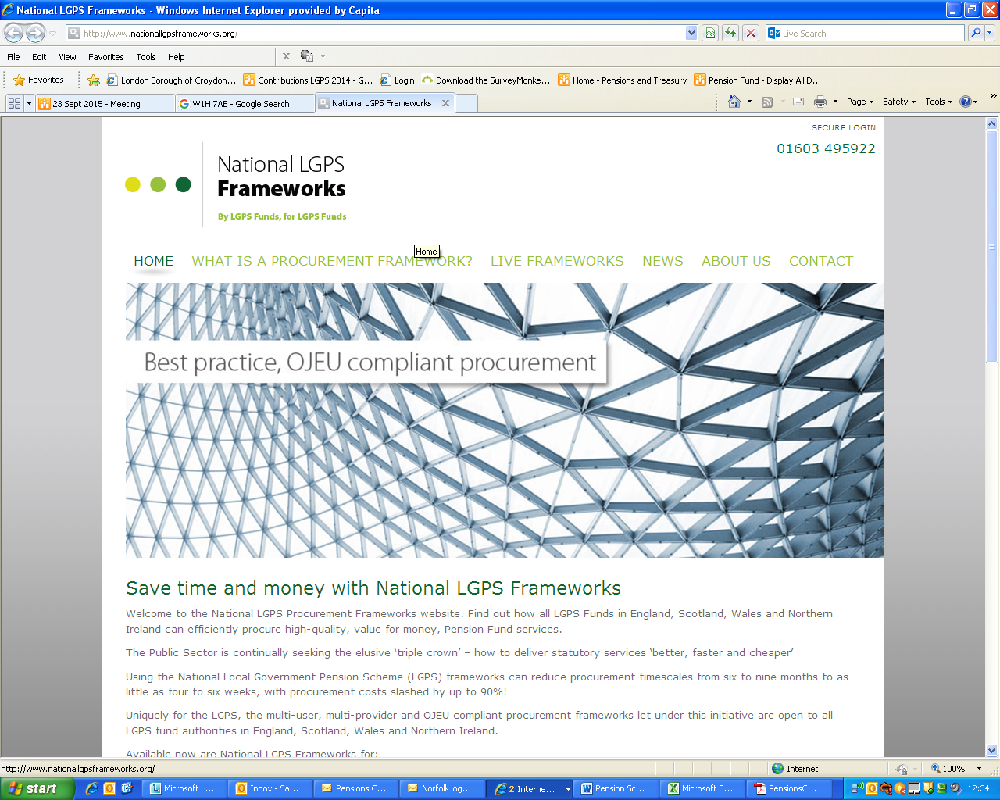 National LGPS Frameworks - Windows Internet Explorer provided by Capita
http://www.nationallgpsframeworks.org/
Live Search
File Edit View Favorites Tools Help
Favorites London Borough of Croydon... Contributions LGPS 2014 - G... Login Download the SurveyMonke... Home - Pensions and Treasury Pension Fund - Display All D...
23 Sept 2015 - Meeting W1H 7AB - Google Search National LGPS Frameworks Page Safety Tools
SECURE LOGIN
01603 495922
National LGPS
Frameworks
By LGPS Funds, for LGPS Funds
Home
HOME WHAT IS A PROCUREMENT FRAMEWORK? LIVE FRAMEWORKS NEWS ABOUT US CONTACT
Best practice, OJEU compliant procurement
Save time and money with National LGPS Frameworks
Welcome to the National LGPS Procurement Frameworks website. Find out how all LGPS Funds in England, Scotland, Wales and Northern
Ireland can efficiently procure high-quality, value for money, Pension Fund services.
The Public Sector is continually seeking the elusive ‘triple crown’ – how to deliver statutory services ‘better, faster and cheaper’
Using the National Local Government Pension Scheme (LGPS) frameworks can reduce procurement timescales from six to nine months to as
little as four to six weeks, with procurement costs slashed by up to 90%!
Uniquely for the LGPS, the multi-user, multi-provider and OJEU compliant procurement frameworks let under this initiative are open to all
LGPS fund authorities in England, Scotland, Wales and Northern Ireland.
Available now are National LGPS Frameworks for:
http://www.nationallgpsframeworks.org/ Internet 100%
start Microsoft L... Inbox - Sa... Pensions C... Norfolk log... 2 Interne... Pension Sc... Microsoft E... PensionsC... 12:34